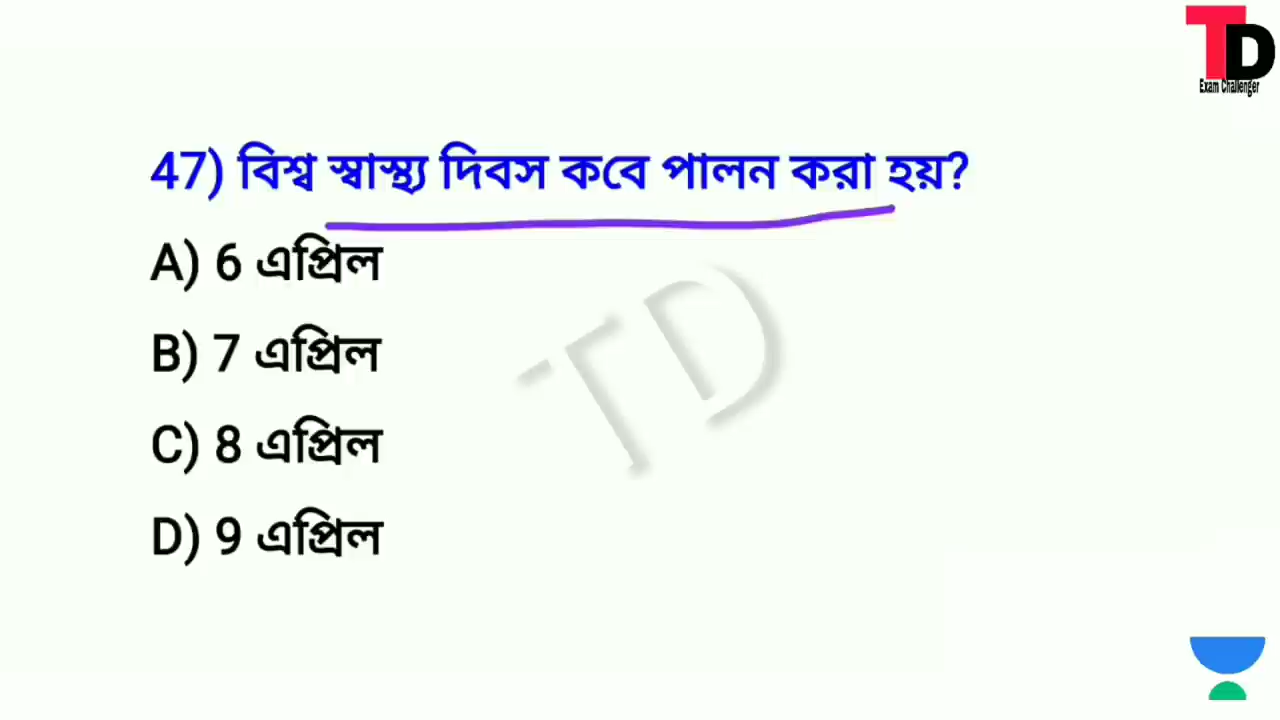 TD
Exam Challenger
47) বিশ্ব স্বাস্থ্য দিবস কবে পালন করা হয়?
A) 6 এপ্রিল
B) 7 এপ্রিল
C) 8 এপ্রিল
D) 9 এপ্রিল
TD